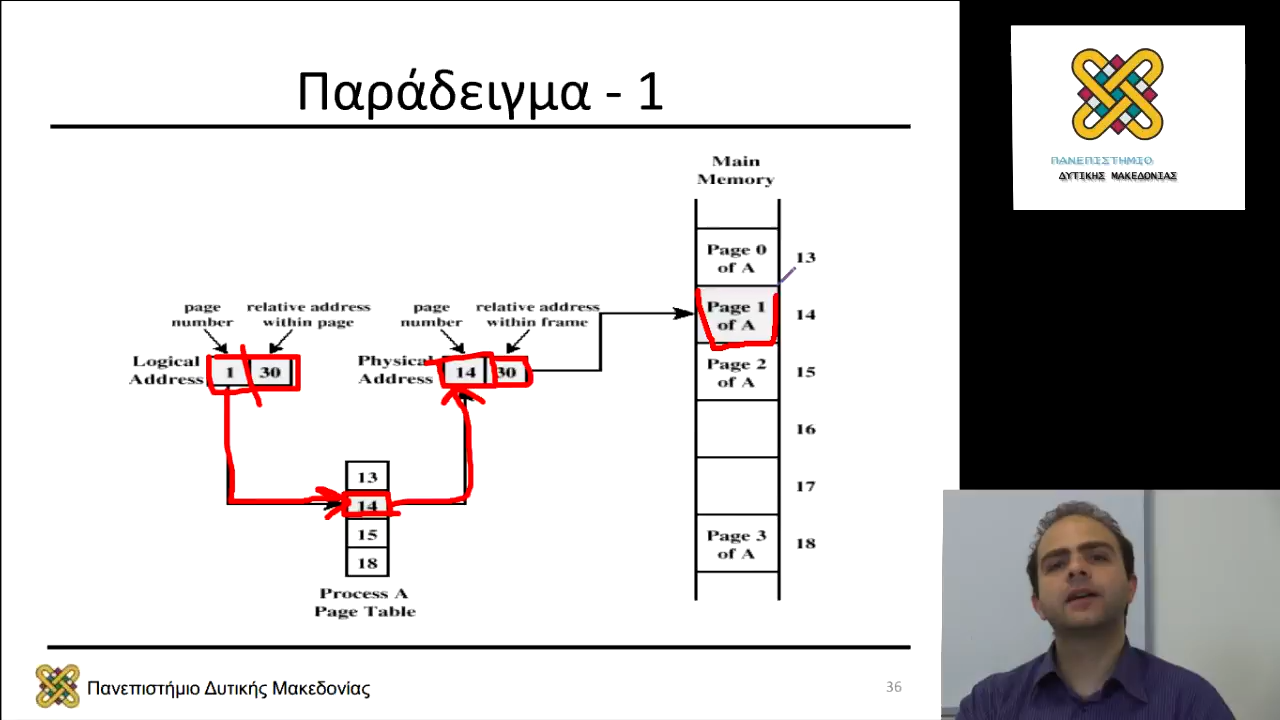 Παράδειγμα - 1
ΠΑΝΕΠΙΣΤΗΜΙΟ
ΔΥΤΙΚΗΣ ΜΑΚΕΔΟΝΙΑΣ
Main
Memory
Page 0
of A
13
Page 1
of A
14
Page 2
of A
15
16
17
Page 3
of A
18
page
number
relative address
within page
page
number
relative address
within frame
Logical
Address
1
30
Physical
Address
14
30
13
14
15
18
Process A
Page Table
Πανεπιστήμιο Δυτικής Μακεδονίας
36